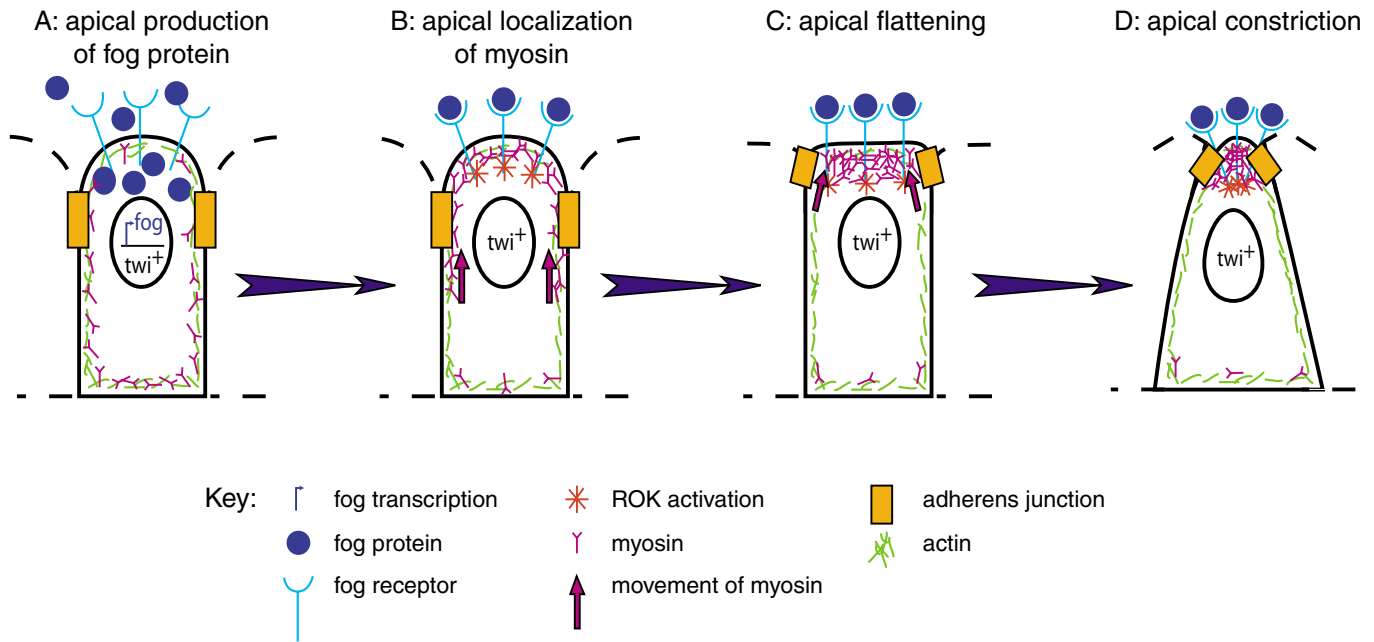 A: apical production
of fog protein
B: apical localization
of myosin
C: apical flattening
D: apical constriction
fog
twi+
twi+
twi+
twi+
Key:
fog transcription
ROK activation
adherens junction
fog protein
myosin
actin
fog receptor
movement of myosin